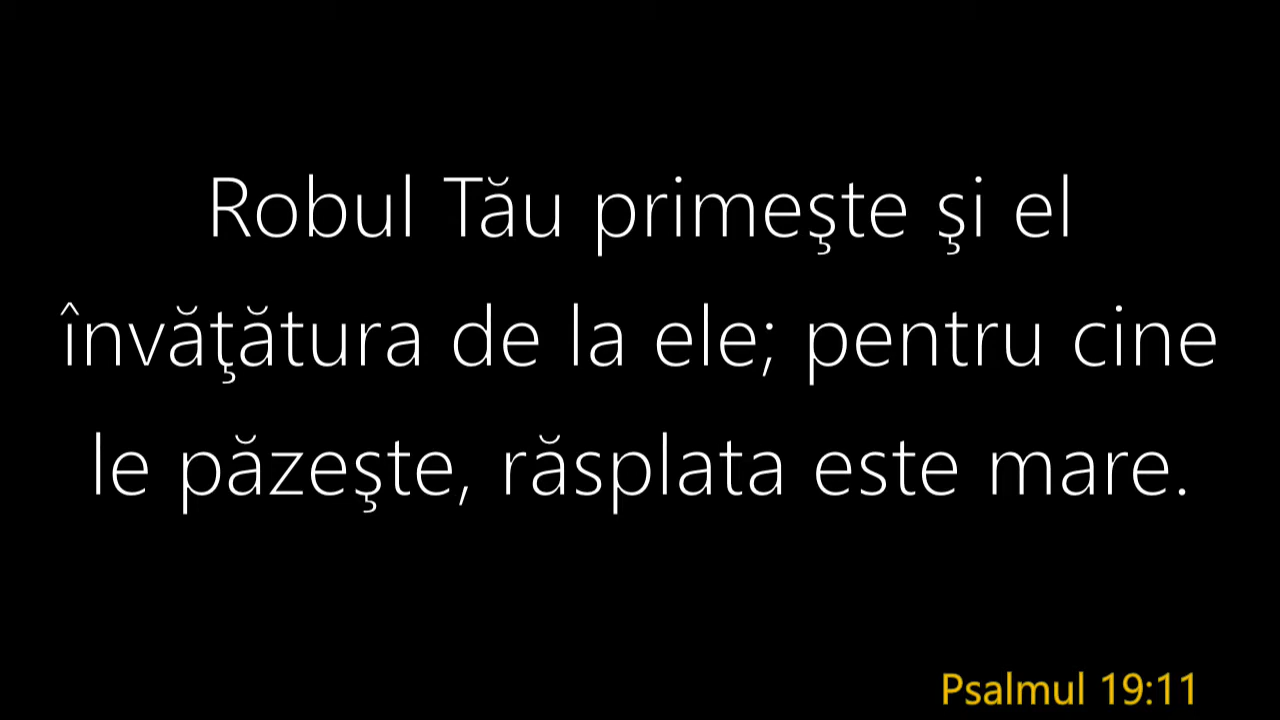 Robul Tău primeşte şi el
învăţătura de la ele; pentru cine
le păzeşte, răsplata este mare.
Psalmul 19:11